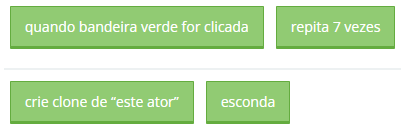 quando bandeira verde for clicada repita 7 vezes
crie clone de “este ator” esconda